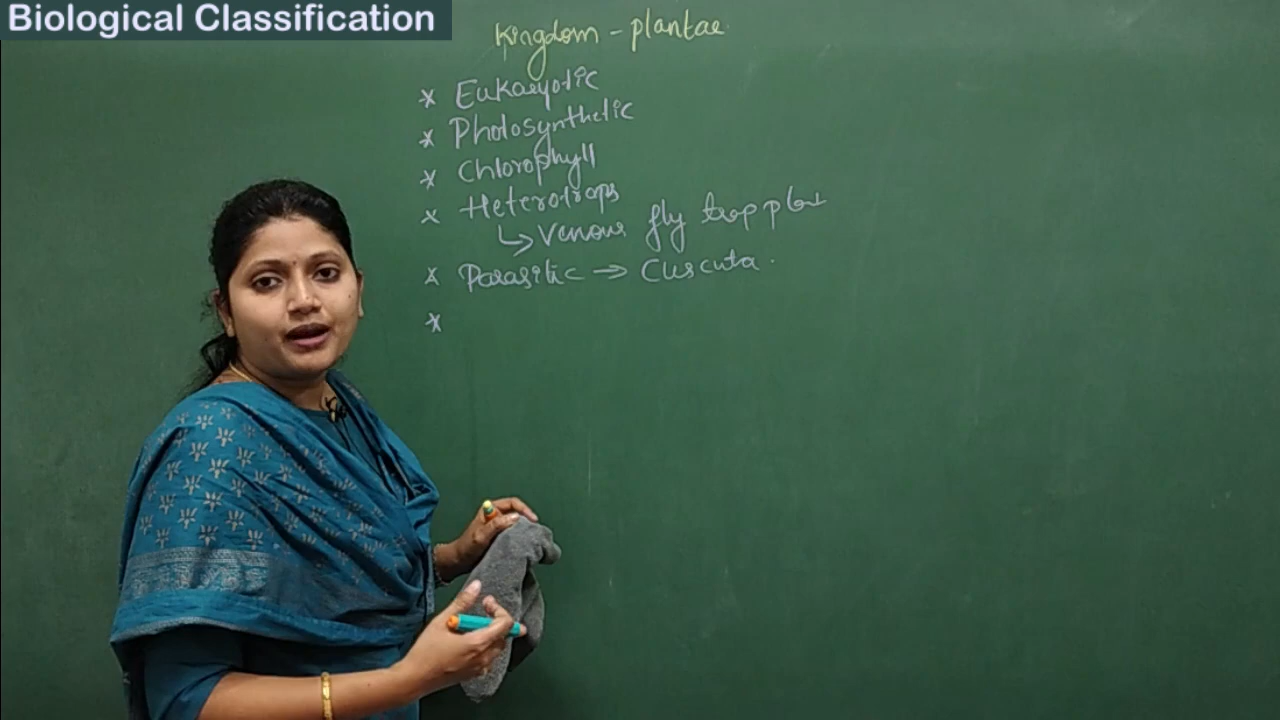 Biological Classification
Kingdom - plantae
* Eukaryotic
* Photosynthetic
* Chlorophyll
* Heterotrops
↳ Venous fly trap plant
* Parasitic → Cuscuta.
*